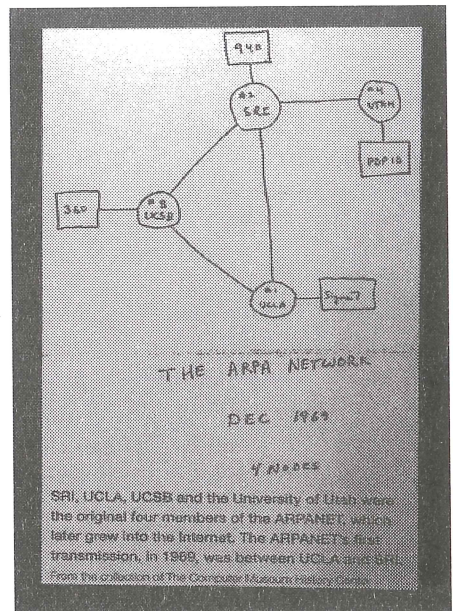 940
#2
SRI
#4
UTAH
PDP 10
360
#3
UCSB
#1
UCLA
Sigma 7
THE ARPA NETWORK
DEC 1969
4 NODES
SRI, UCLA, UCSB and the University of Utah were
the original four members of the ARPANET, which
later grew into the Internet. The ARPANET's first
transmission, in 1969, was between UCLA and SRI.
From the collection of The Computer Museum History Center